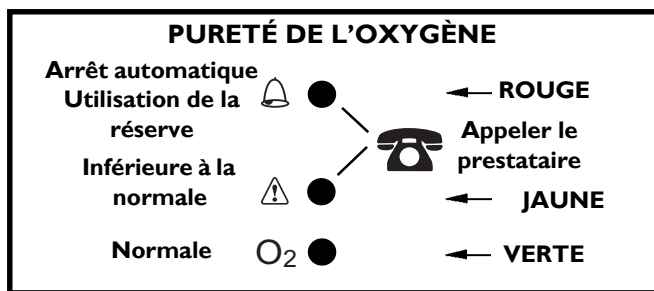 PURETÉ DE L’OXYGÈNE
Arrêt automatique
Utilisation de la
réserve
ROUGE
Appeler le
prestataire
Inférieure à la
normale
JAUNE
Normale
O₂
VERTE